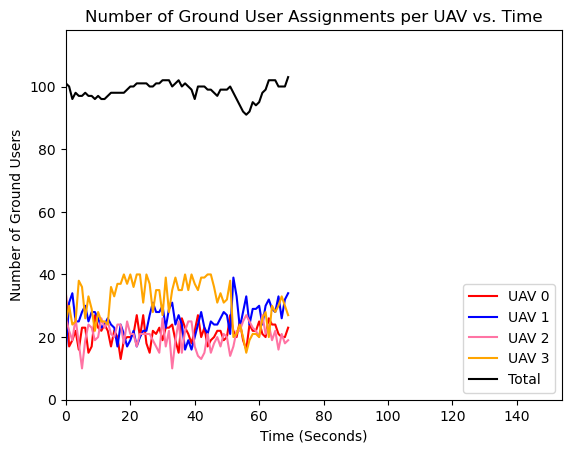 Number of Ground User Assignments per UAV vs. Time
Number of Ground Users
100
80
60
40
20
0
0 20 40 60 80 100 120 140
Time (Seconds)
UAV 0
UAV 1
UAV 2
UAV 3
Total